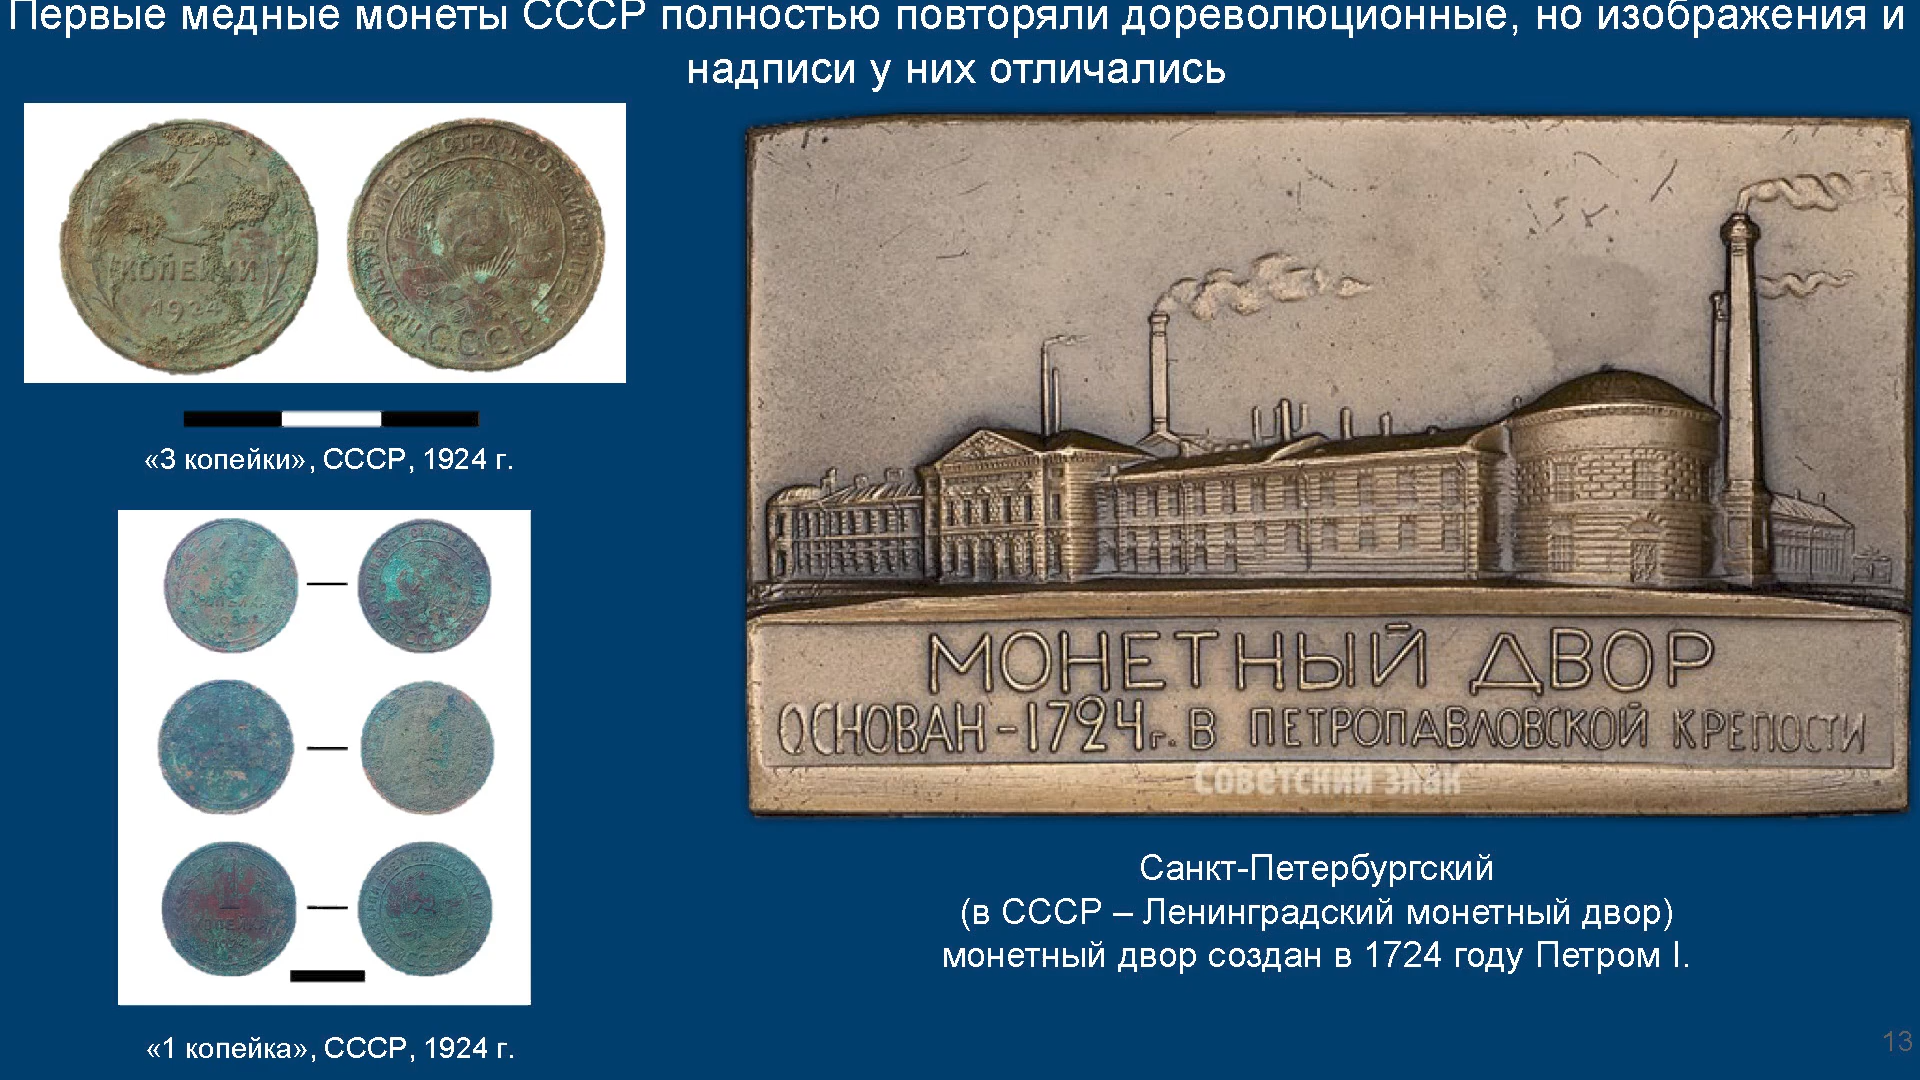 Первые медные монеты СССР полностью повторяли дореволюционные, но изображения и
надписи у них отличались
КОПЕЙКИ
1924
СССР
«3 копейки», СССР, 1924 г.
«1 копейка», СССР, 1924 г.
МОНЕТНЫЙ ДВОР
ОСНОВАН-1724г. В ПЕТРОПАВЛОВСКОЙ КРЕПОСТИ
Советский знак
Санкт-Петербургский
(в СССР – Ленинградский монетный двор)
монетный двор создан в 1724 году Петром I.
13